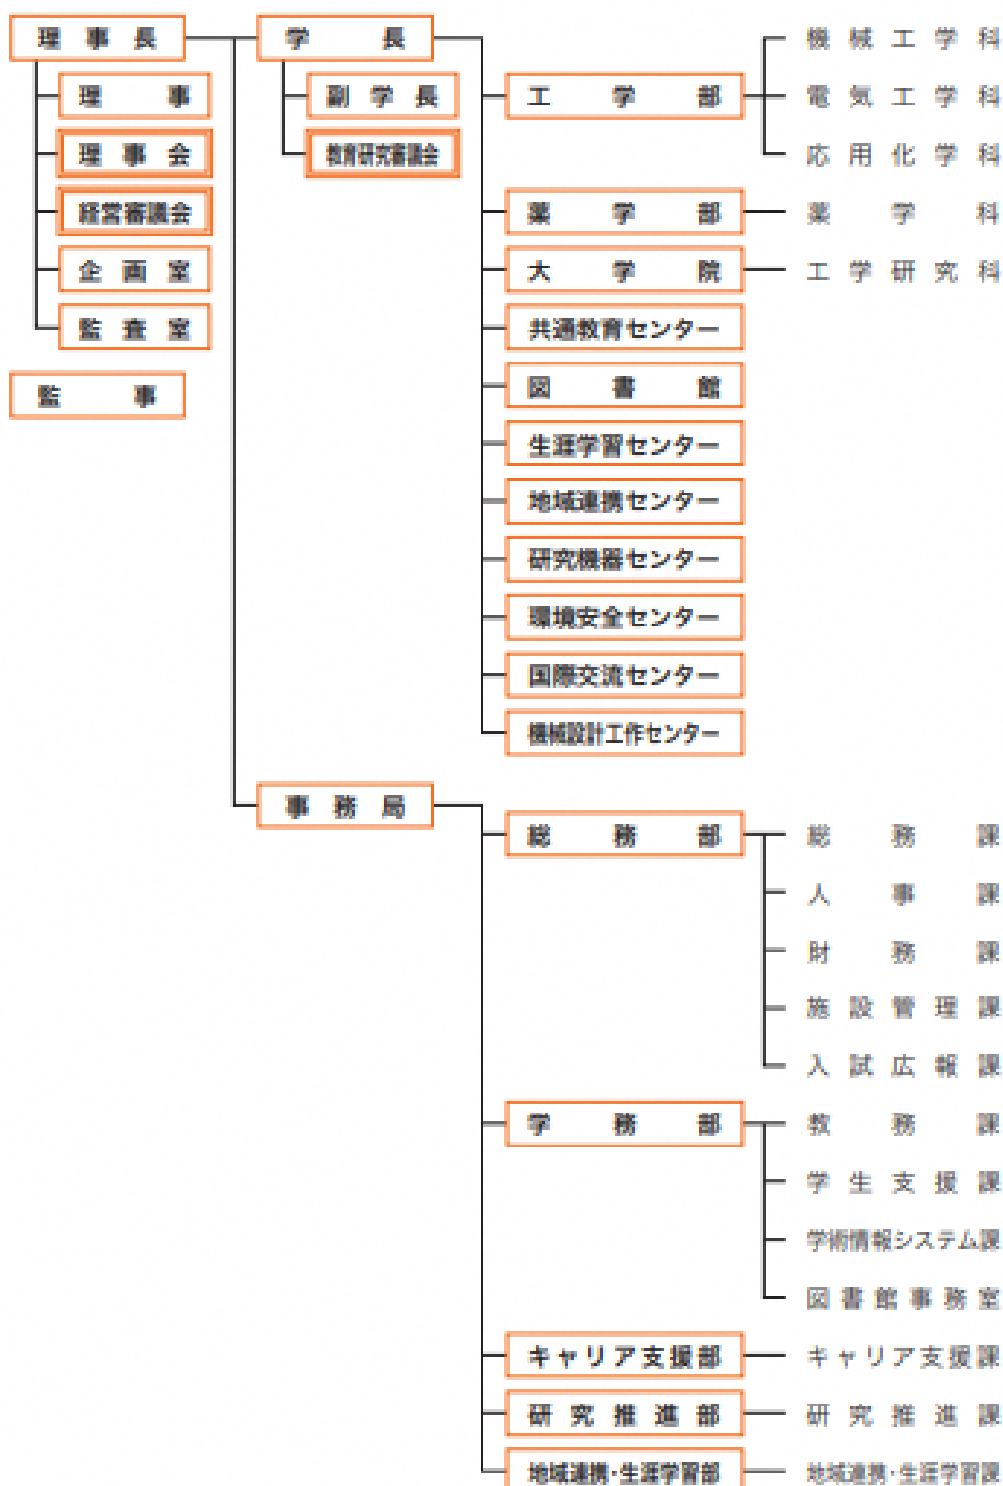 理事長
理事
理事会
経営審議会
企画室
監査室
監事
学長
副学長
教育研究審議会
工学部
機械工学科
電気工学科
応用化学科
薬学部
薬学科
大学院
工学研究科
共通教育センター
図書館
生涯学習センター
地域連携センター
研究機器センター
環境安全センター
国際交流センター
機械設計工作センター
事務局
総務部
総務課
人事課
財務課
施設管理課
入試広報課
学務部
教務課
学生支援課
学術情報システム課
図書館事務室
キャリア支援部
キャリア支援課
研究推進部
研究推進課
地域連携・生涯学習部
地域連携・生涯学習課